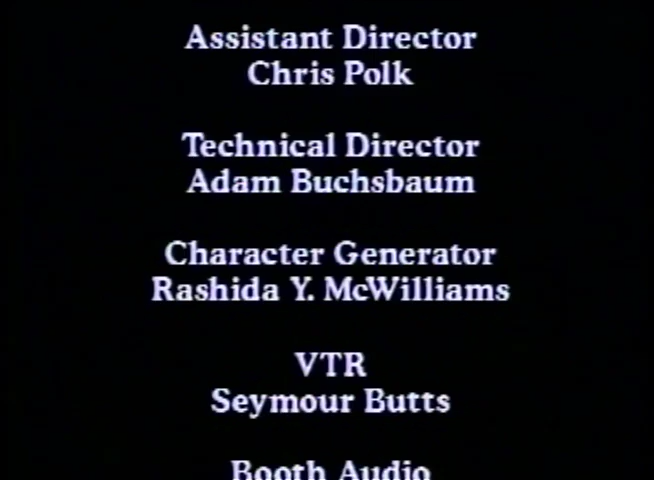 Assistant Director
Chris Polk
Technical Director
Adam Buchsbaum
Character Generator
Rashida Y. McWilliams
VTR
Seymour Butts
Booth Audio